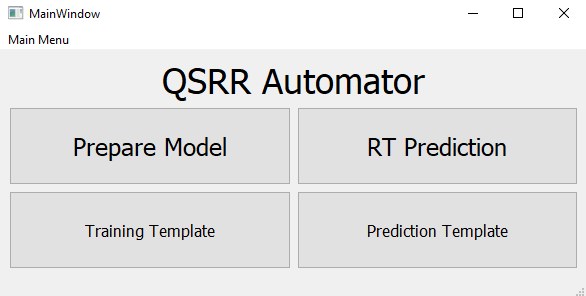 MainWindow
Main Menu
QSRR Automator
Prepare Model
RT Prediction
Training Template
Prediction Template